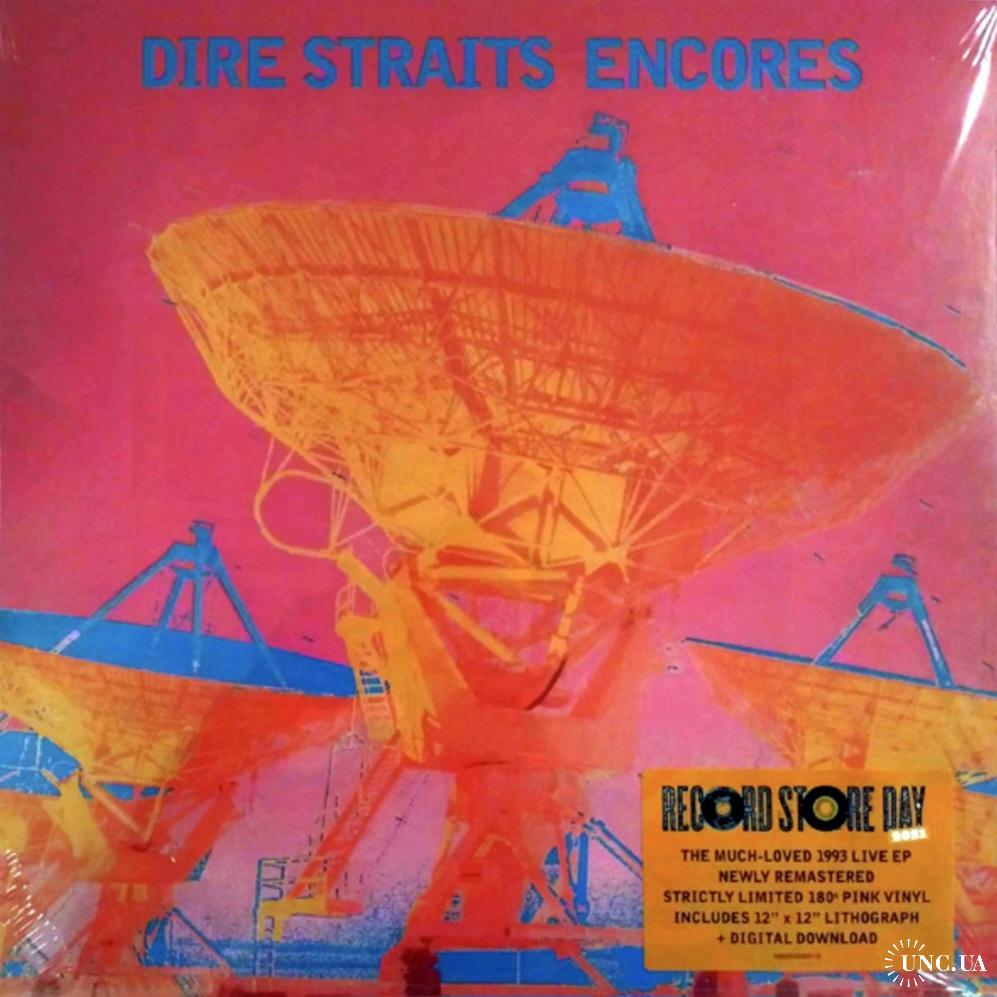 DIRE STRAITS ENCORES
RECORD STORE DAY
2021
THE MUCH-LOVED 1993 LIVE EP
NEWLY REMASTERED
STRICTLY LIMITED 180G PINK VINYL
INCLUDES 12" x 12" LITHOGRAPH
+ DIGITAL DOWNLOAD
UNC.UA